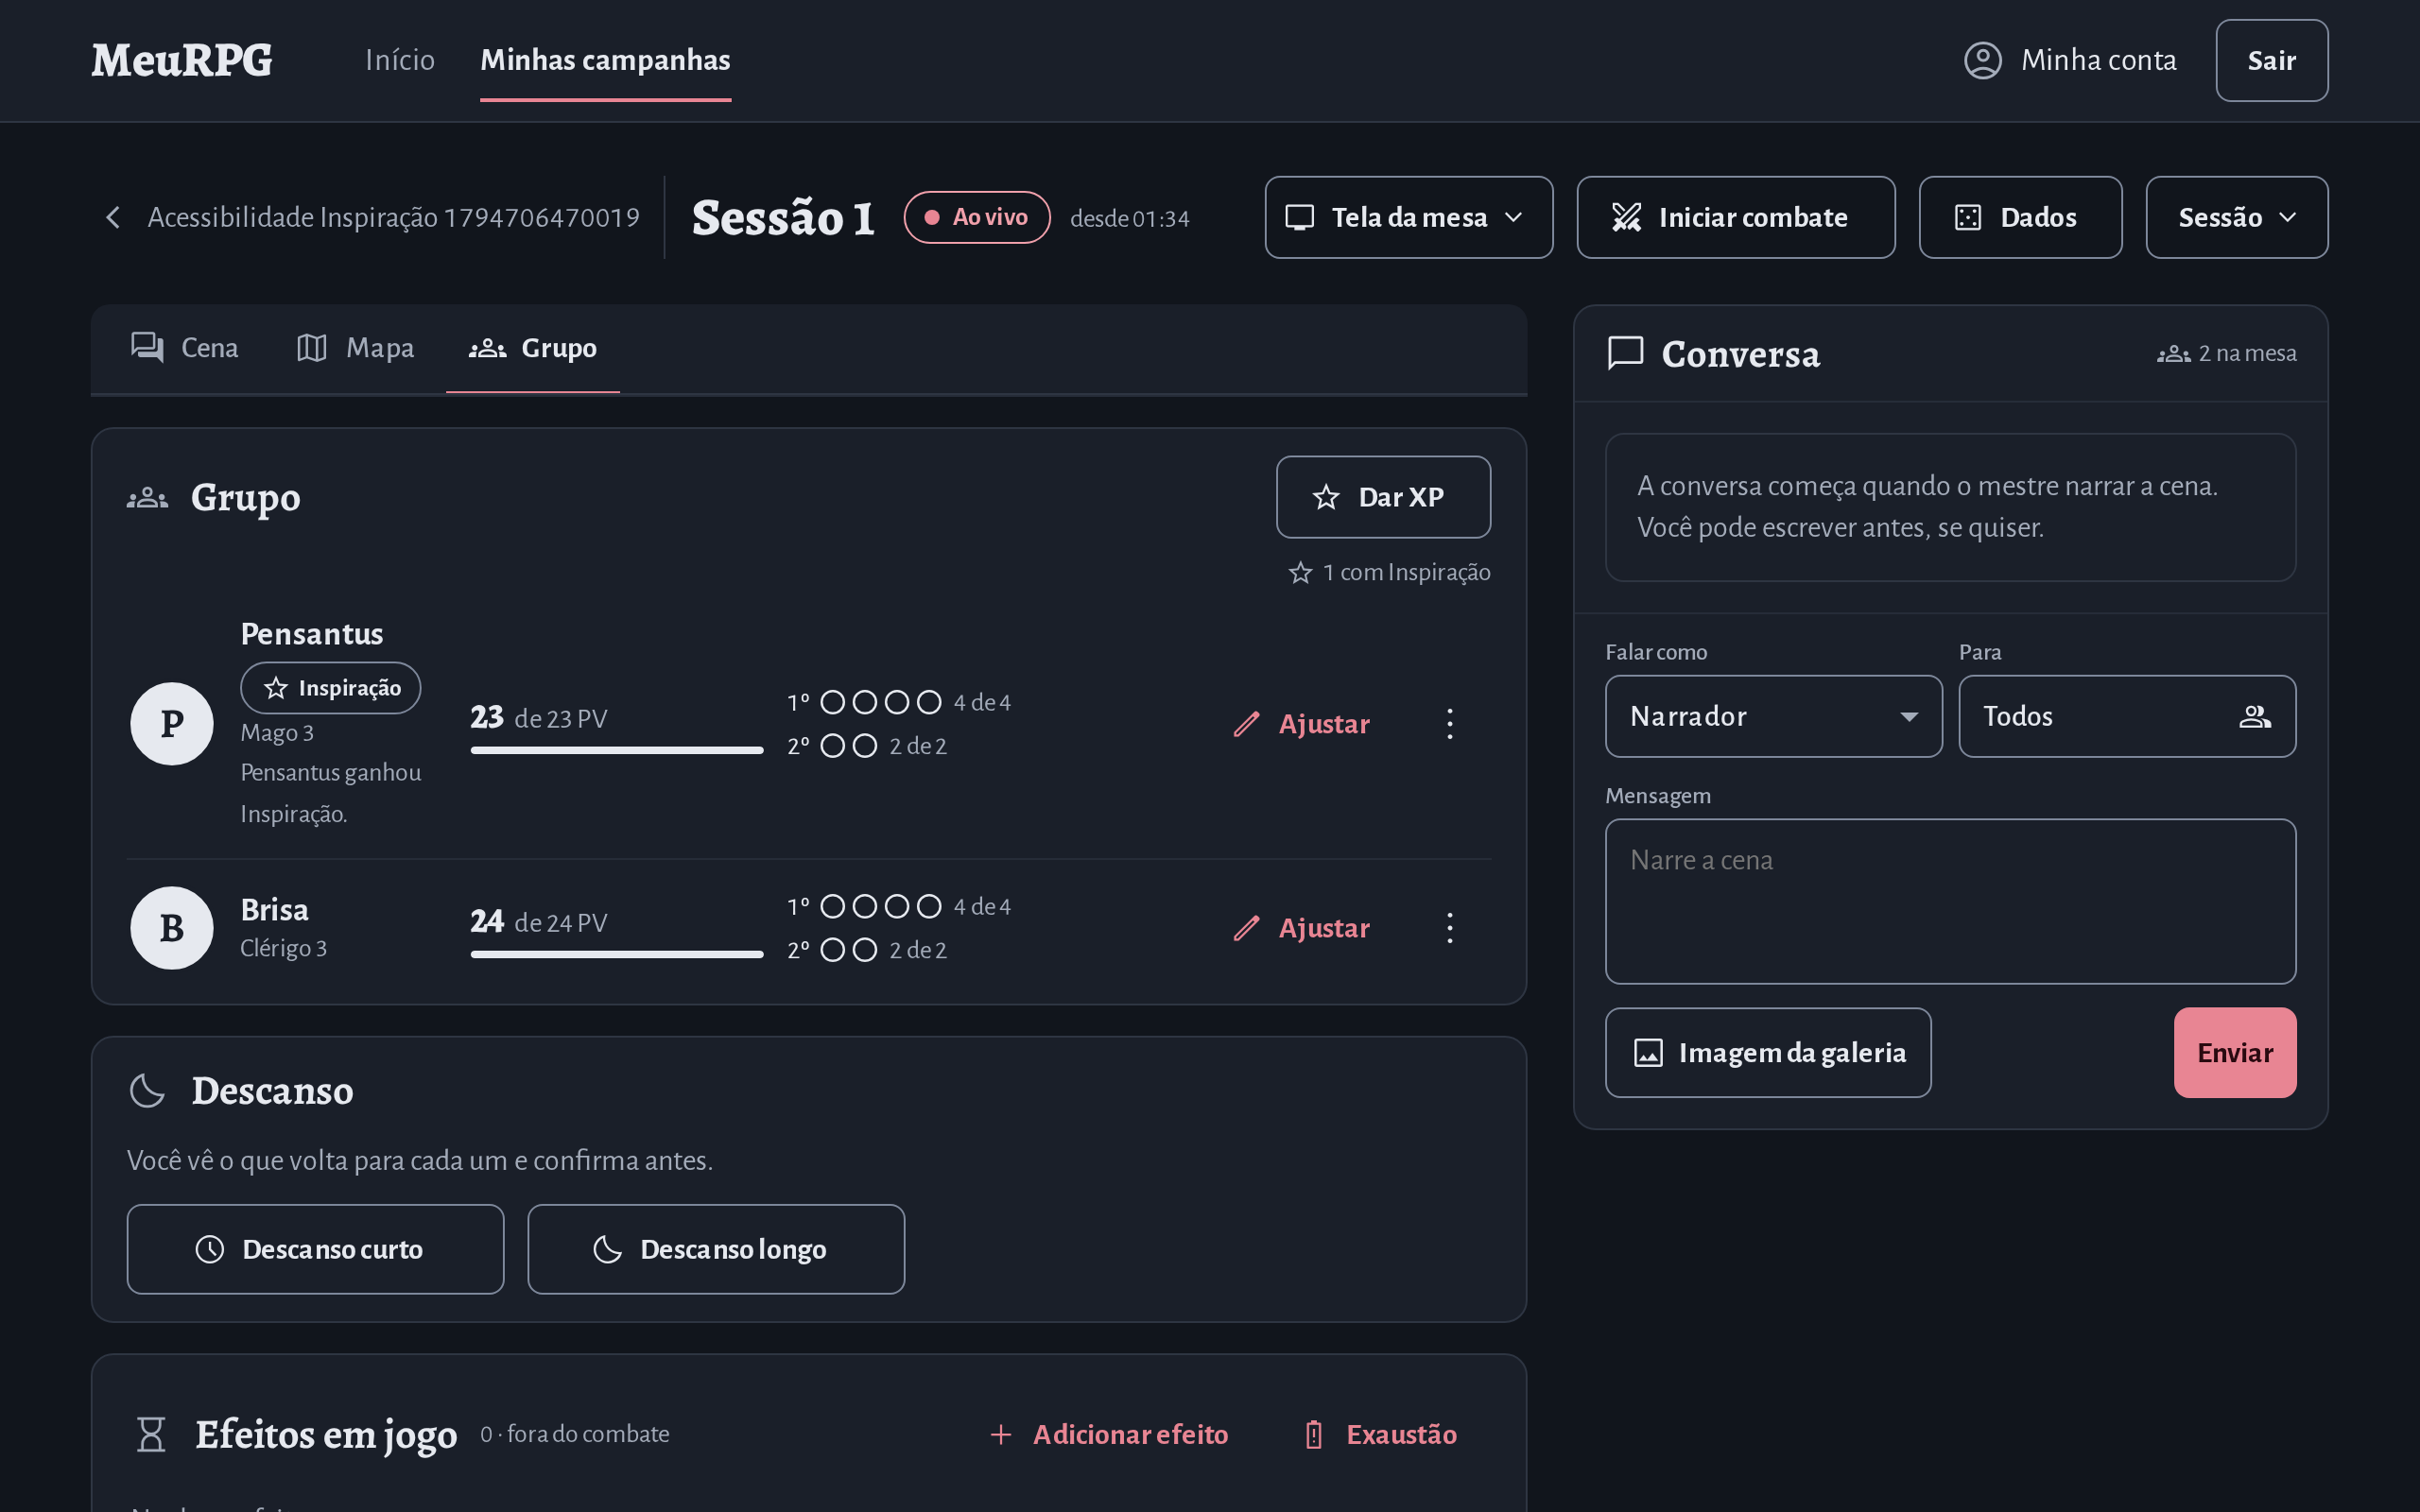 MeuRPG
Início
Minhas campanhas
Minha conta
Sair
Acessibilidade Inspiração 1794706470019
Sessão 1
Ao vivo
desde 01:34
Tela da mesa
Iniciar combate
Dados
Sessão
Cena
Mapa
Grupo
Grupo
Dar XP
1 com Inspiração
Pensantus
Inspiração
Mago 3
Pensantus ganhou
Inspiração.
23 de 23 PV
1º 4 de 4
2º 2 de 2
Ajustar
B
Brisa
Clérigo 3
24 de 24 PV
1º 4 de 4
2º 2 de 2
Ajustar
P
Descanso
Você vê o que volta para cada um e confirma antes.
Descanso curto
Descanso longo
Efeitos em jogo
0 · fora do combate
Adicionar efeito
Exaustão
Conversa
2 na mesa
A conversa começa quando o mestre narrar a cena.
Você pode escrever antes, se quiser.
Falar como
Para
Narrador
Todos
Mensagem
Narre a cena
Imagem da galeria
Enviar